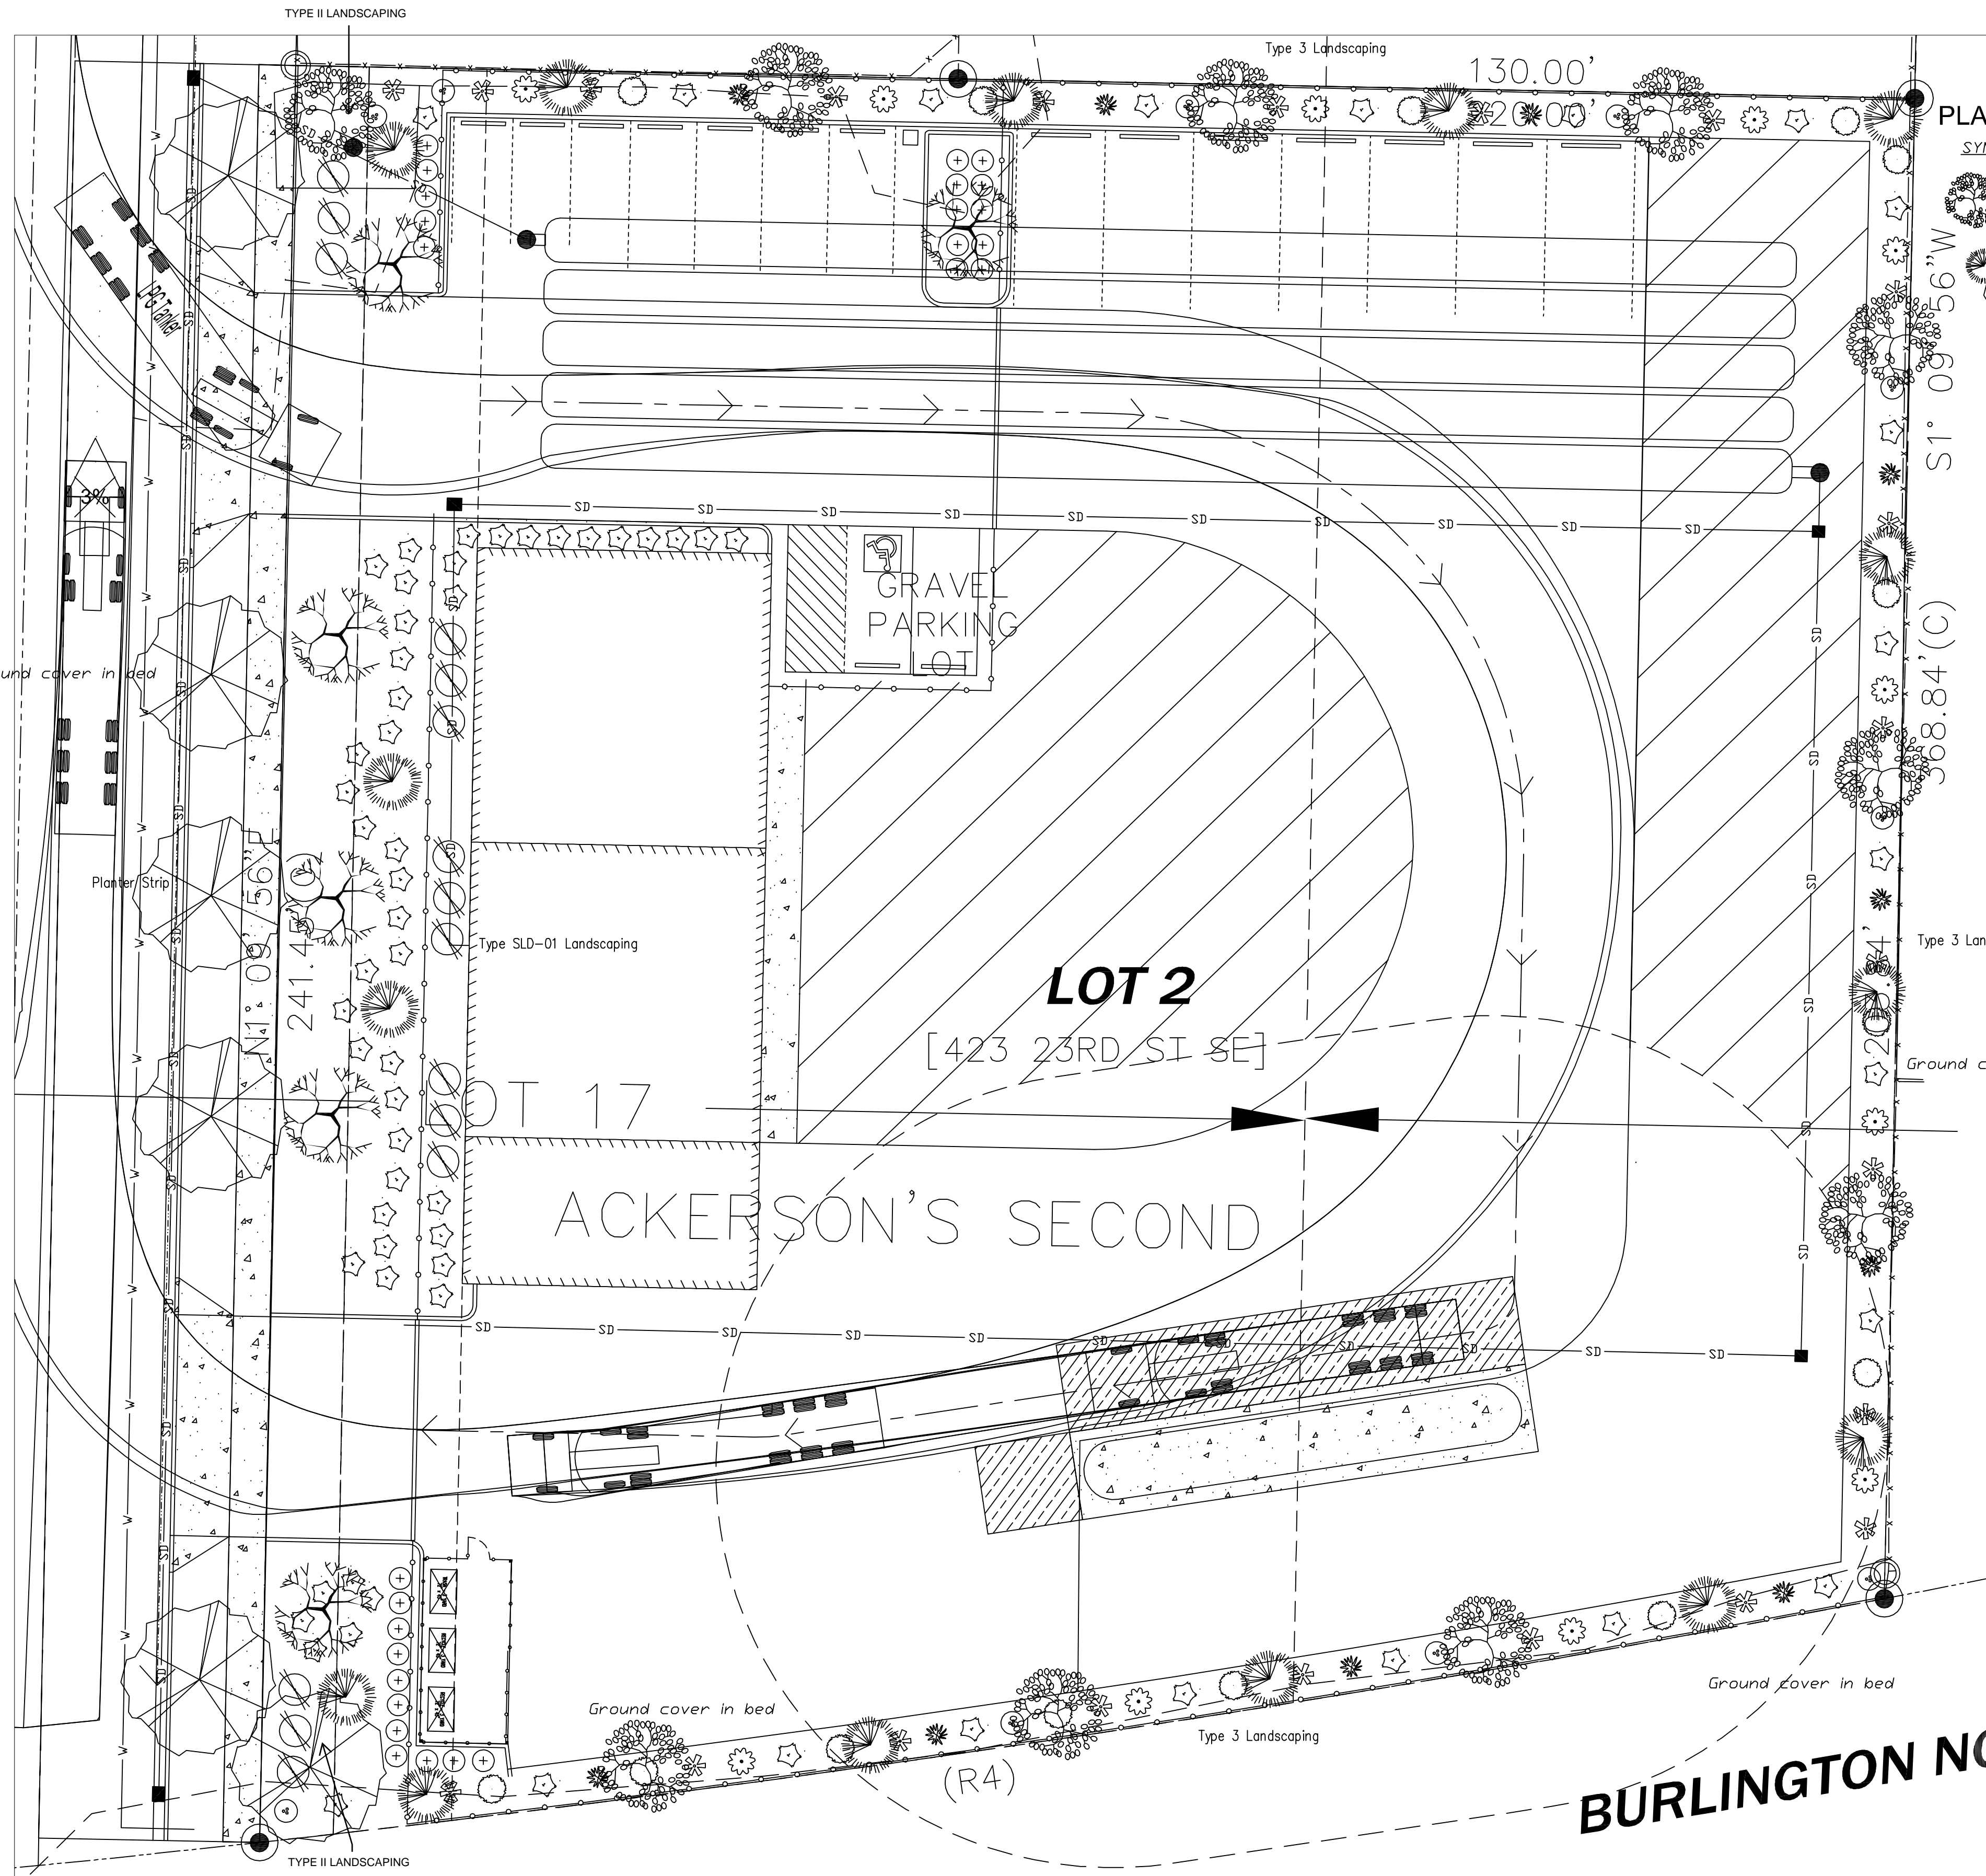 TYPE II LANDSCAPING
Type 3 Landscaping
130.00'
120.00'
PLA
SD
W
LPG Tanker
S1° 09' 56"W
368.84'(C)
3%
GRAVEL
PARKING
LOT
und cover in bed
Planter Strip
N1° 09' 56"E
241.45'
Type SLD-01 Landscaping
LOT 2
[423 23RD ST SE]
Type 3 Lan
Ground c
OT 17
ACKERSON'S SECOND
Ground cover in bed
Type 3 Landscaping
Ground cover in bed
(R4)
BURLINGTON NO
TYPE II LANDSCAPING